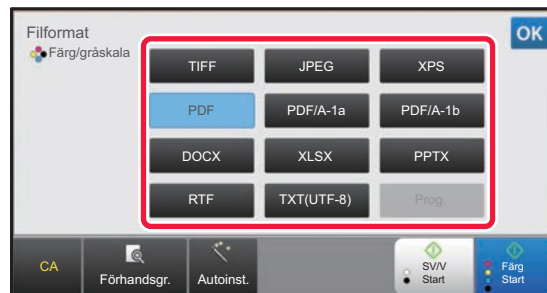 Filformat
OK
Färg/gråskala
TIFF JPEG XPS
PDF PDF/A-1a PDF/A-1b
DOCX XLSX PPTX
RTF TXT(UTF-8) Prog.
CA
Förhandsgr.
Autoinst.
SV/V
Start
Färg
Start